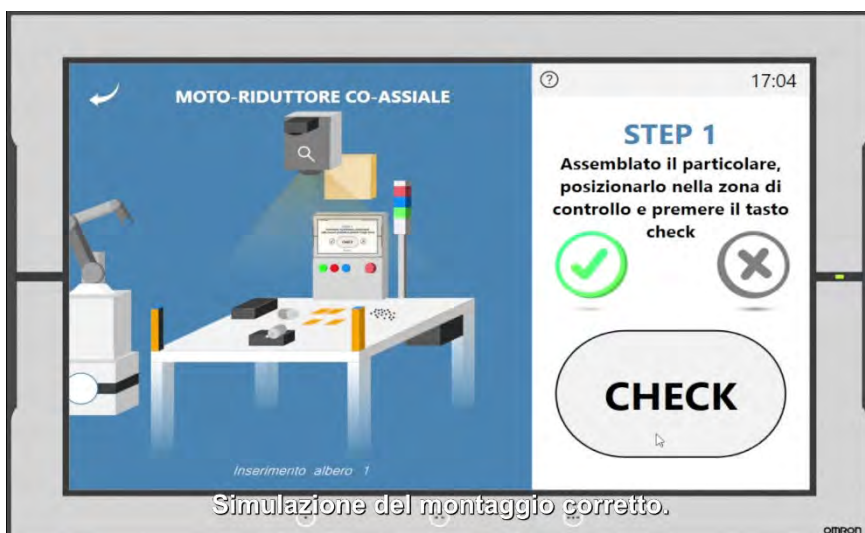 MOTO-RIDUTTORE CO-ASSIALE
17:04
STEP 1
Assemblato il particolare,
posizionarlo nella zona di
controllo e premere il tasto
check
CHECK
CHECK
Inserimento albero 1
Simulazione del montaggio corretto.
OMRON